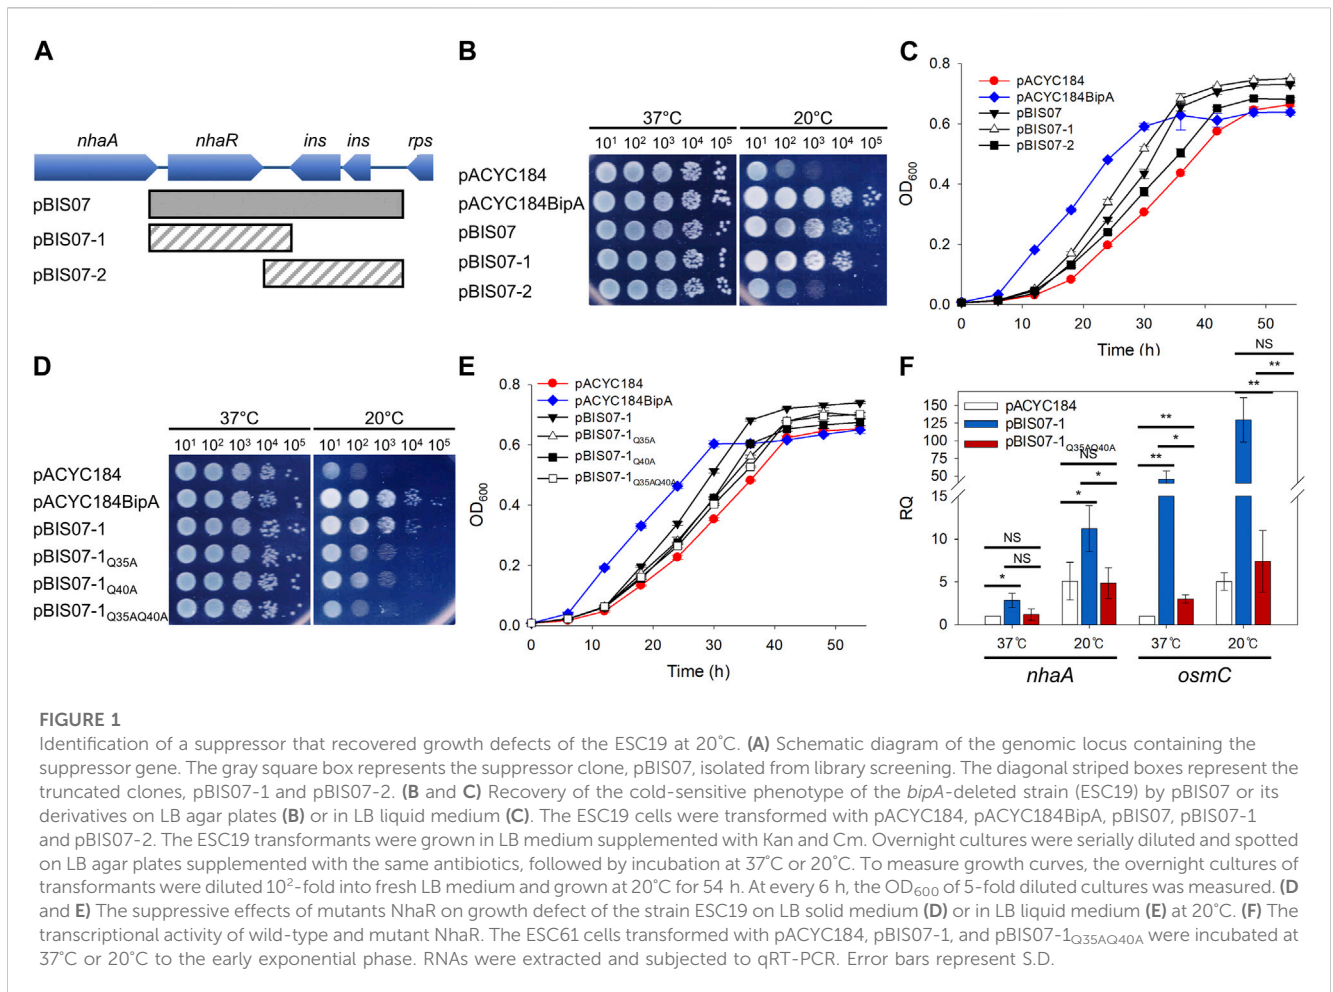 A
nhaA nhaR ins ins rps
pBIS07
pBIS07-1
pBIS07-2
B
37°C 20°C
10¹ 10² 10³ 10⁴ 10⁵ 10¹ 10² 10³ 10⁴ 10⁵
pACYC184
pACYC184BipA
pBIS07
pBIS07-1
pBIS07-2
C
0.8
0.6
0.4
0.2
0.0
OD₆₀₀
pACYC184
pACYC184BipA
pBIS07
pBIS07-1
pBIS07-2
0 10 20 30 40 50
Time (h)
D
37°C 20°C
10¹ 10² 10³ 10⁴ 10⁵ 10¹ 10² 10³ 10⁴ 10⁵
pACYC184
pACYC184BipA
pBIS07-1
pBIS07-1Q35A
pBIS07-1Q40A
pBIS07-1Q35AQ40A
E
0.8
0.6
0.4
0.2
0.0
OD₆₀₀
pACYC184
pACYC184BipA
pBIS07-1
pBIS07-1Q35A
pBIS07-1Q40A
pBIS07-1Q35AQ40A
0 10 20 30 40 50
Time (h)
F
NS
**
**
pACYC184
pBIS07-1
pBIS07-1Q35AQ40A
150
125
100
75
50
15
10
5
0
RQ
NS
*
*
**
*
**
NS
NS
*
37°C 20°C 37°C 20°C
nhaA osmC
FIGURE 1
Identification of a suppressor that recovered growth defects of the ESC19 at 20°C. (A) Schematic diagram of the genomic locus containing the
suppressor gene. The gray square box represents the suppressor clone, pBIS07, isolated from library screening. The diagonal striped boxes represent the
truncated clones, pBIS07-1 and pBIS07-2. (B and C) Recovery of the cold-sensitive phenotype of the bipA-deleted strain (ESC19) by pBIS07 or its
derivatives on LB agar plates (B) or in LB liquid medium (C). The ESC19 cells were transformed with pACYC184, pACYC184BipA, pBIS07, pBIS07-1
and pBIS07-2. The ESC19 transformants were grown in LB medium supplemented with Kan and Cm. Overnight cultures were serially diluted and spotted
on LB agar plates supplemented with the same antibiotics, followed by incubation at 37°C or 20°C. To measure growth curves, the overnight cultures of
transformants were diluted 10²-fold into fresh LB medium and grown at 20°C for 54 h. At every 6 h, the OD₆₀₀ of 5-fold diluted cultures was measured. (D
and E) The suppressive effects of mutants NhaR on growth defect of the strain ESC19 on LB solid medium (D) or in LB liquid medium (E) at 20°C. (F) The
transcriptional activity of wild-type and mutant NhaR. The ESC61 cells transformed with pACYC184, pBIS07-1, and pBIS07-1Q35AQ40A were incubated at
37°C or 20°C to the early exponential phase. RNAs were extracted and subjected to qRT-PCR. Error bars represent S.D.